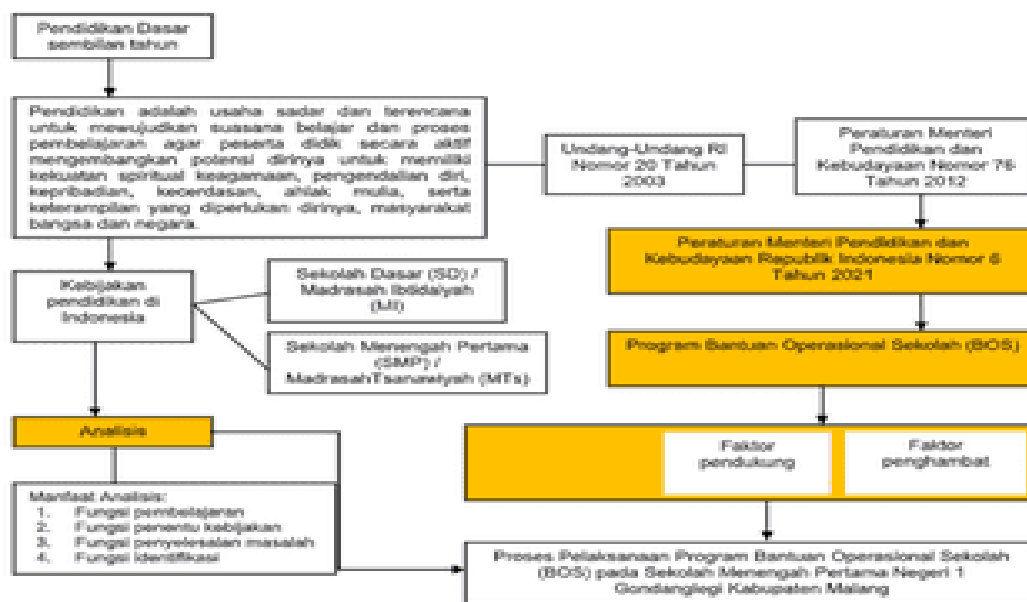 Pendidikan Dasar
sembilan tahun
Pendidikan adalah usaha sadar dan terencana
untuk mewujudkan suasana belajar dan proses
pembelajaran agar peserta didik secara aktif
mengembangkan potensi dirinya untuk memiliki
kekuatan spiritual keagamaan, pengendalian diri,
kepribadian, kecerdasan, ahlak mulia, serta
keterampilan yang diperlukan dirinya, masyarakat
bangsa dan negara.
Undang-Undang RI
Nomor 20 Tahun
2003
Peraturan Menteri
Pendidikan dan
Kebudayaan Nomor 76
Tahun 2012
Peraturan Menteri Pendidikan dan
Kebudayaan Republik Indonesia Nomor 6
Tahun 2021
Kebijakan
pendidikan di
Indonesia
Sekolah Dasar (SD) /
Madrasah Ibtidaiyah
(MI)
Sekolah Menengah Pertama
(SMP) /
MadrasahTsanawiyah (MTs)
Program Bantuan Operasional Sekolah (BOS)
Analisis
Faktor
pendukung
Faktor
penghambat
Manfaat Analisis:
1. Fungsi pembelajaran
2. Fungsi penentu kebijakan
3. Fungsi penyelesaian masalah
4. Fungsi identifikasi
Proses Pelaksanaan Program Bantuan Operasional Sekolah
(BOS) pada Sekolah Menengah Pertama Negeri 1
Gondanglegi Kabupaten Malang